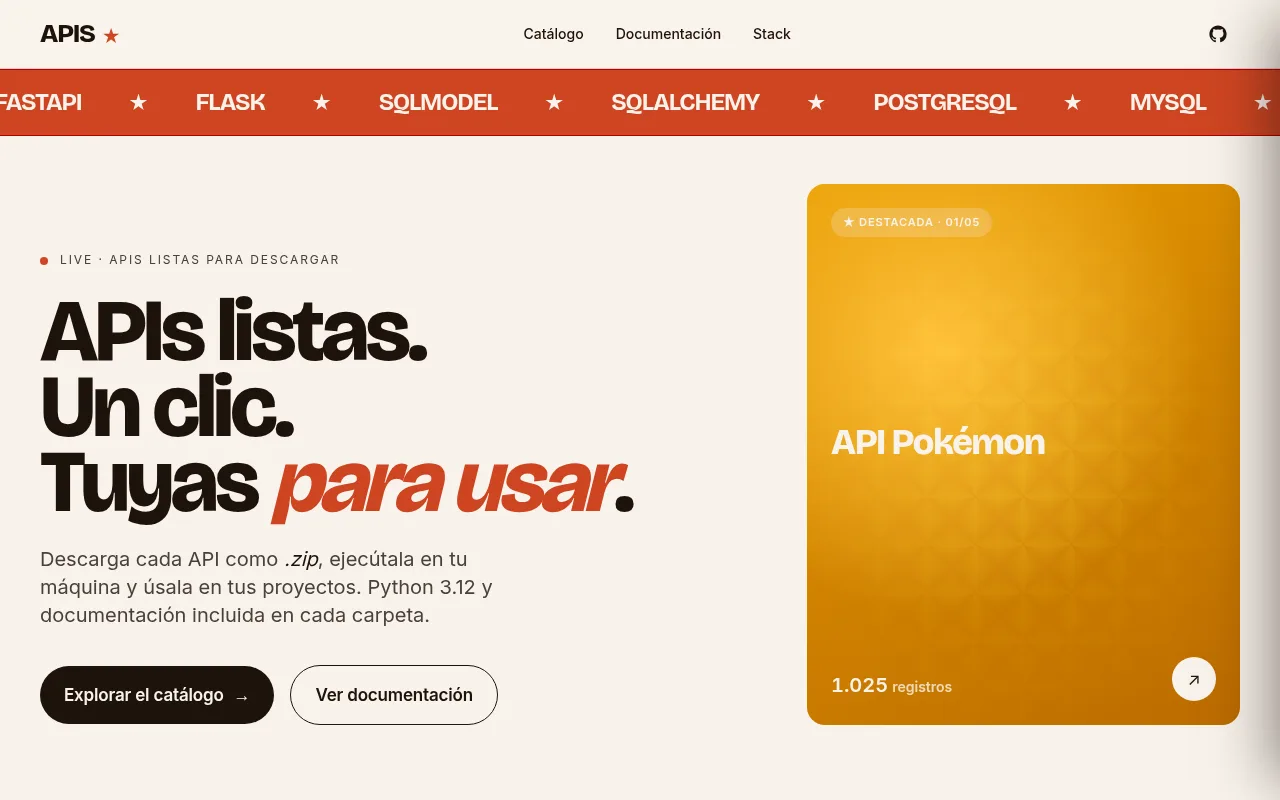 APIS ★
Catálogo Documentación Stack
FASTAPI ★ FLASK ★ SQLMODEL ★ SQLALCHEMY ★ POSTGRESQL ★ MYSQL ★
LIVE · APIS LISTAS PARA DESCARGAR
APIs listas.
Un clic.
Tuyas para usar.
Descarga cada API como .zip, ejecútala en tu
máquina y úsala en tus proyectos. Python 3.12 y
documentación incluida en cada carpeta.
Explorar el catálogo →
Ver documentación
★ DESTACADA · 01/05
API Pokémon
1.025 registros